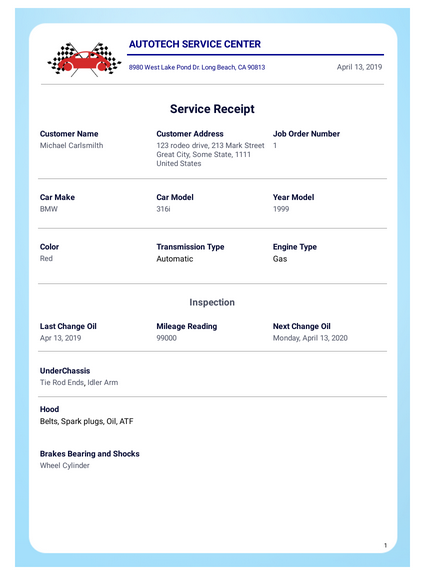 AUTOTECH SERVICE CENTER
8980 West Lake Pond Dr. Long Beach, CA 90813
April 13, 2019
Service Receipt
Customer Name
Customer Address
Job Order Number
Michael Carlsmith
123 rodeo drive, 213 Mark Street
1
Great City, Some State, 1111
United States
Car Make
Car Model
Year Model
BMW
316i
1999
Color
Transmission Type
Engine Type
Red
Automatic
Gas
Inspection
Last Change Oil
Mileage Reading
Next Change Oil
Apr 13, 2019
99000
Monday, April 13, 2020
UnderChassis
Tie Rod Ends, Idler Arm
Hood
Belts, Spark plugs, Oil, ATF
Brakes Bearing and Shocks
Wheel Cylinder
1